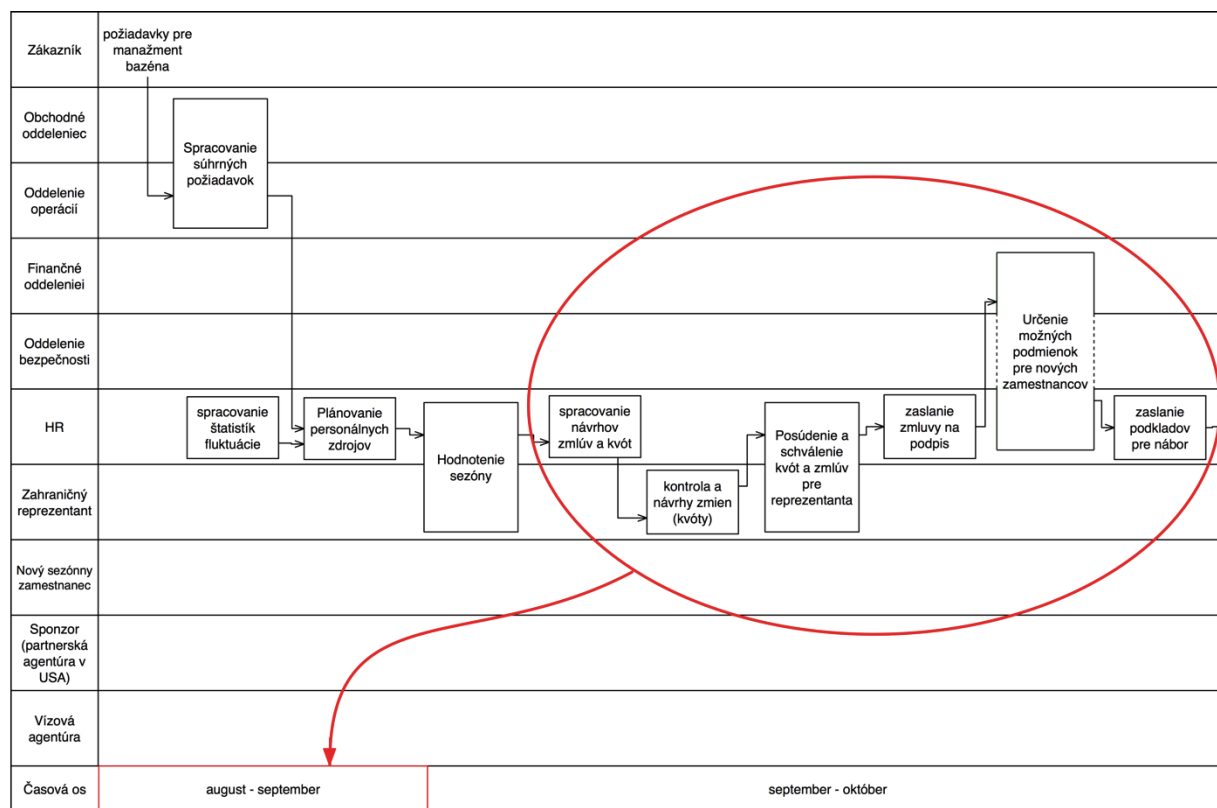 Zákazník
požiadavky pre
manažment
bazéna
Obchodné
oddeleniec
Spracovanie
súhrných
požiadavok
Oddelenie
operácií
Finančné
oddeleniei
Oddelenie
bezpečnosti
Určenie
možných
podmienok
pre nových
zamestnancov
HR
spracovanie
štatistík
fluktuácie
Plánovanie
personálnych
zdrojov
Hodnotenie
sezóny
spracovanie
návrhov
zmlúv a kvót
kontrola a
návrhy zmien
(kvóty)
Posúdenie a
schválenie
kvót a zmlúv
pre
reprezentanta
zaslanie
zmluvy na
podpis
zaslanie
podkladov
pre nábor
Zahraničný
reprezentant
Nový sezónny
zamestnanec
Sponzor
(partnerská
agentúra v
USA)
Vízová
agentúra
Časová os
august - september
september - október